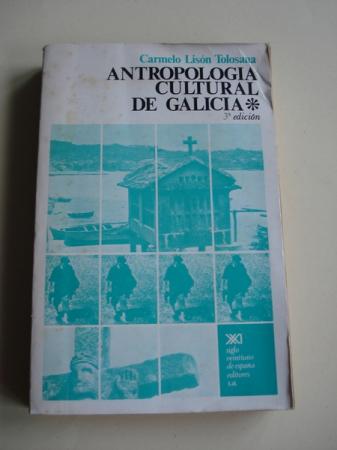 Carmelo Lisón Tolosana
ANTROPOLOGIA
CULTURAL
DE GALICIA*
3ª edición
siglo
veintiuno
de españa
editores
s.a.